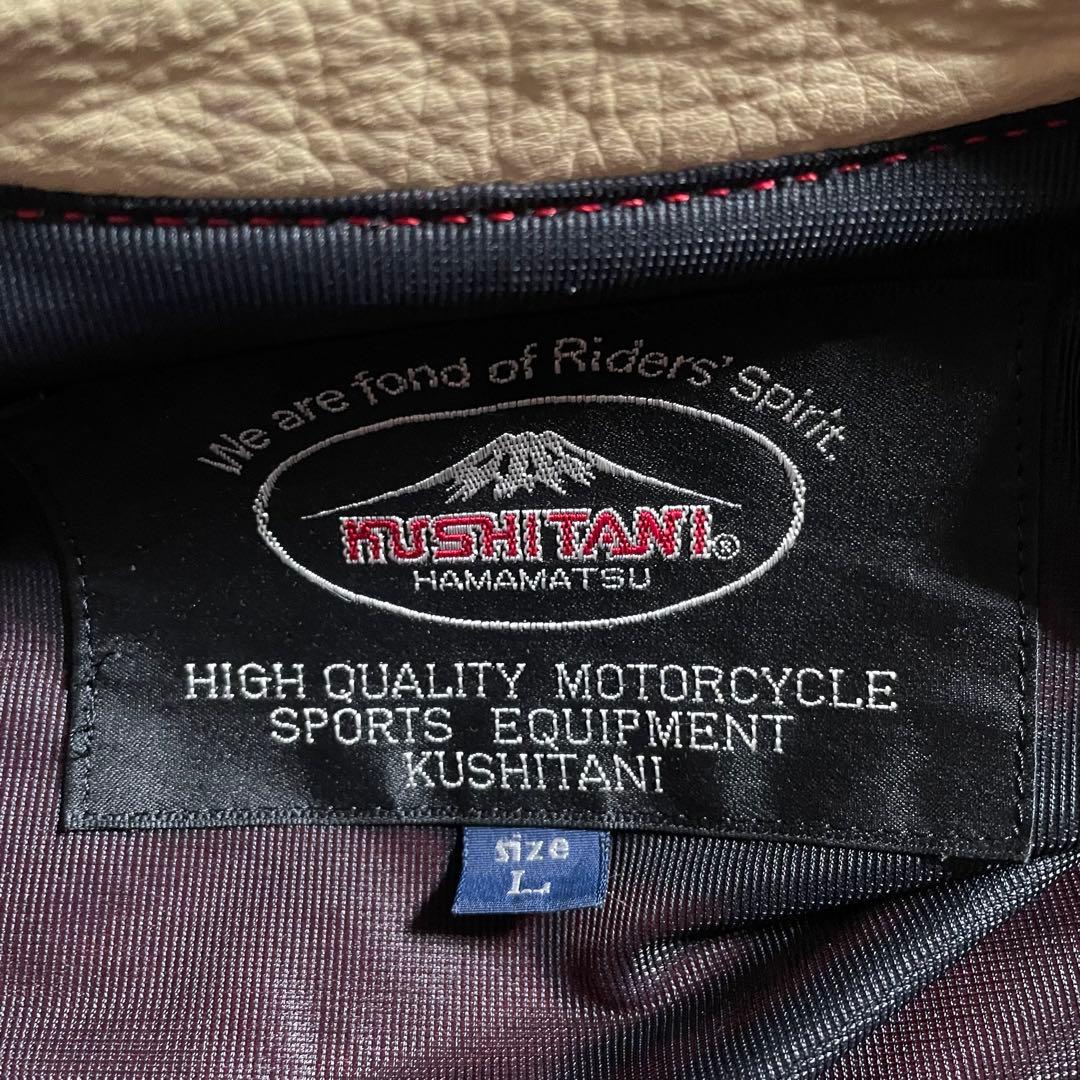 We are fond of Riders' Spirit.
KUSHITANI®
HAMAMATSU
HIGH QUALITY MOTORCYCLE
SPORTS EQUIPMENT
KUSHITANI
size
L